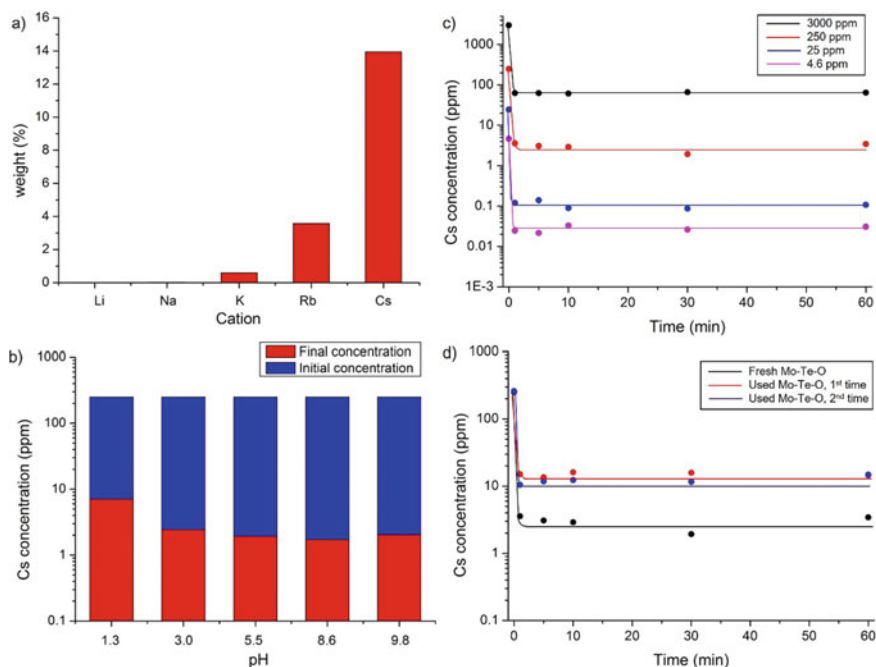 a)
16
14
12
10
8
6
4
2
0
weight (%)
Li Na K Rb Cs
Cation
b)
Final concentration
Initial concentration
1000
100
10
1
0.1
Cs concentration (ppm)
1.3 3.0 5.5 8.6 9.8
pH
c)
3000 ppm
250 ppm
25 ppm
4.6 ppm
1000
100
10
1
0.1
0.01
1E-3
Cs concentration (ppm)
0 10 20 30 40 50 60
Time (min)
d)
Fresh Mo-Te-O
Used Mo-Te-O, 1st time
Used Mo-Te-O, 2nd time
1000
100
10
1
0.1
Cs concentration (ppm)
0 10 20 30 40 50 60
Time (min)